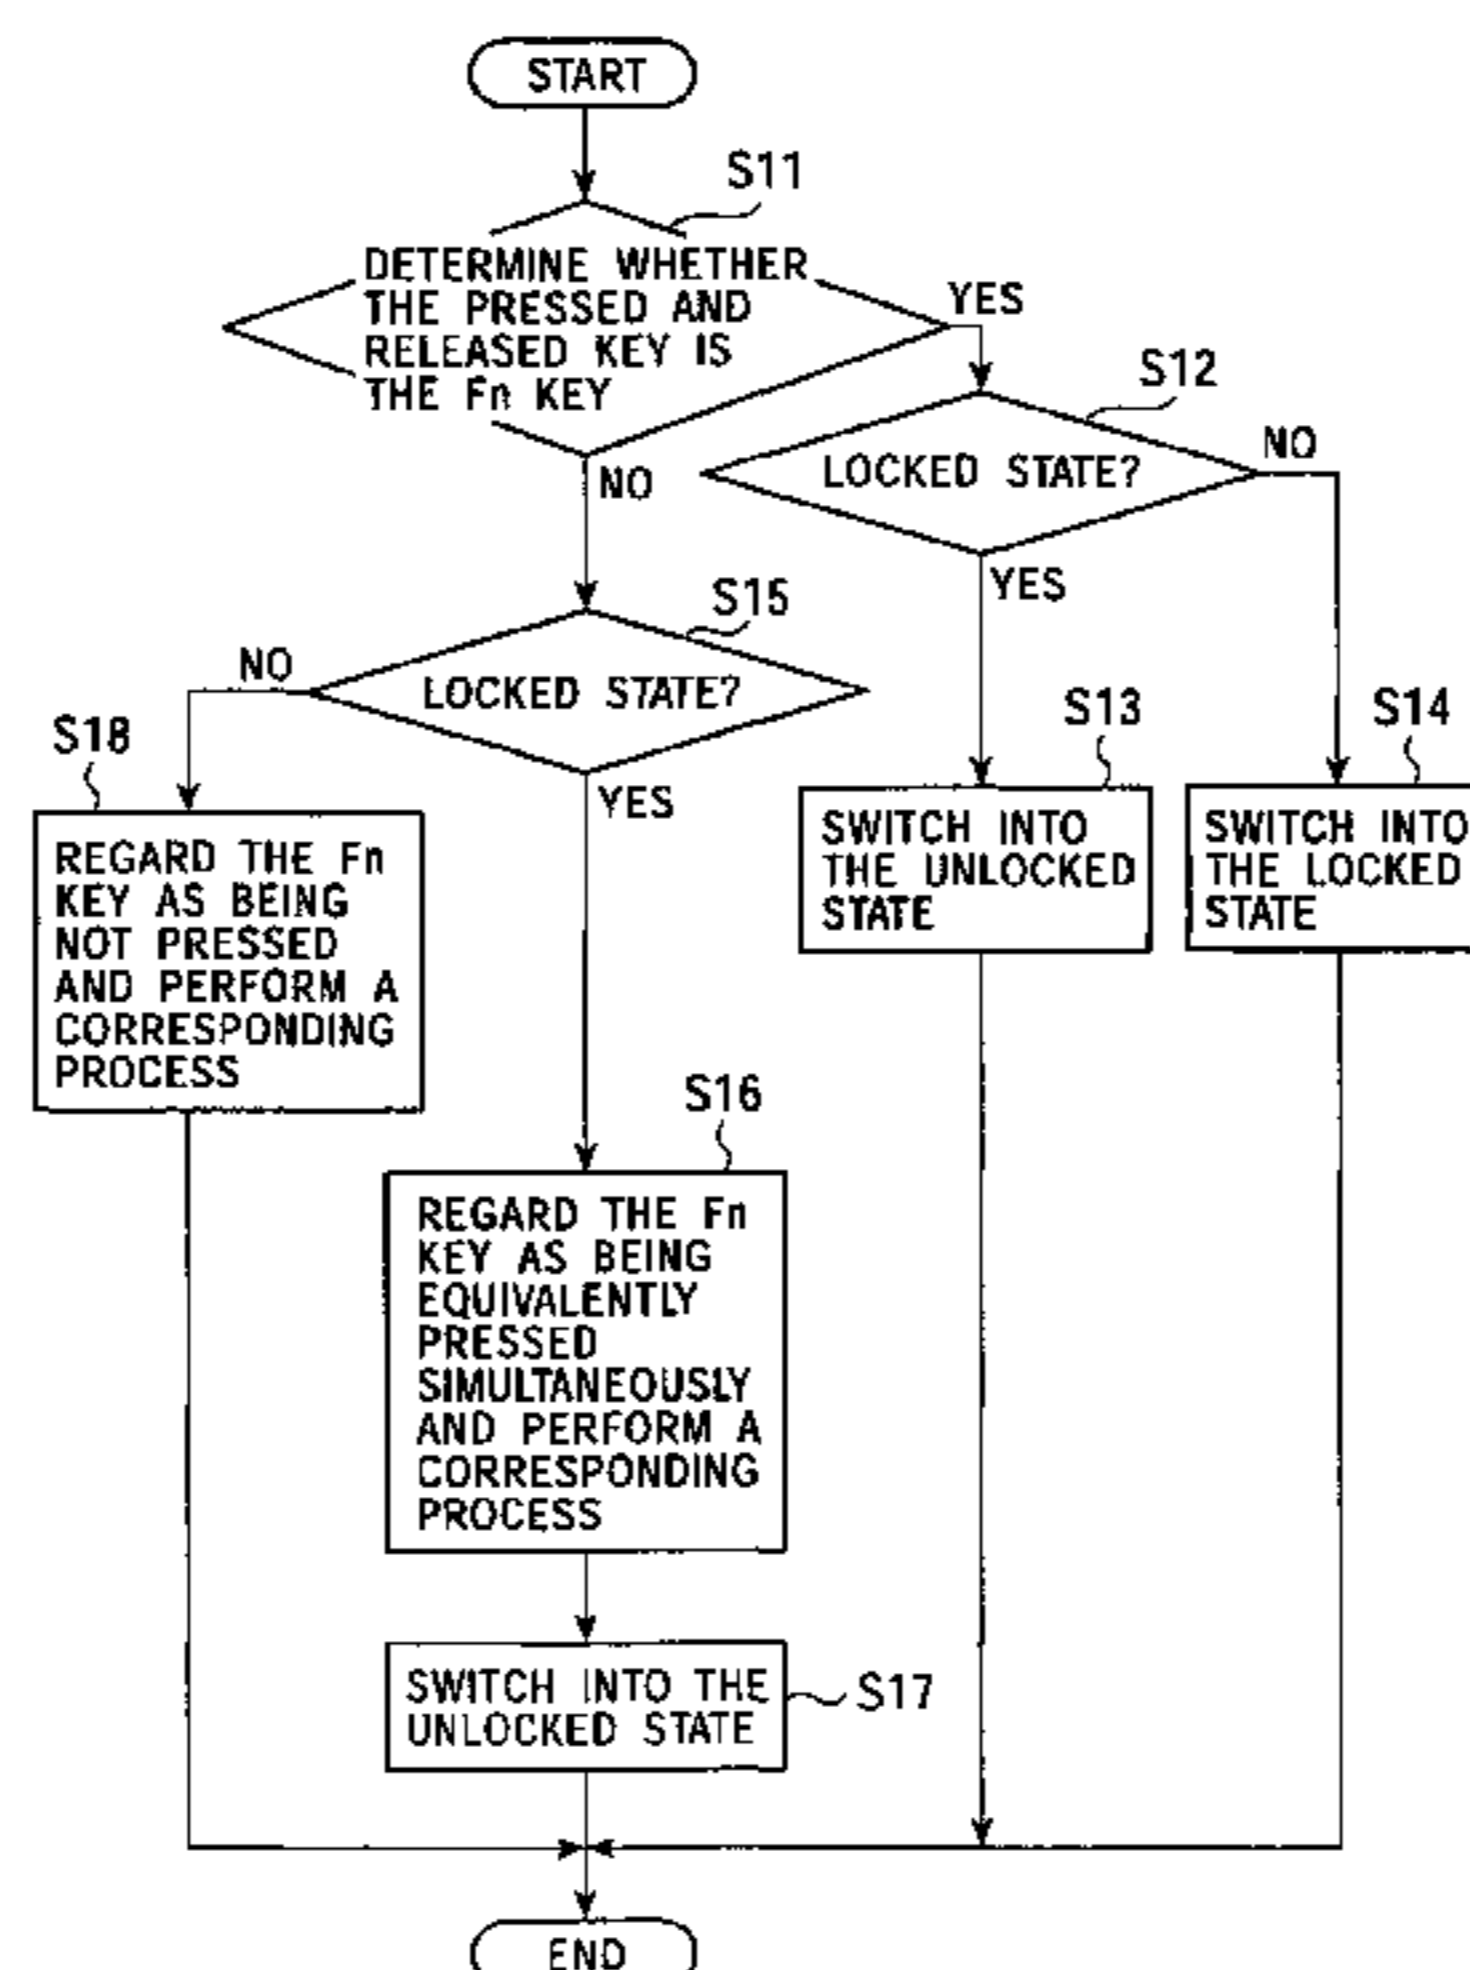 START
S11
DETERMINE WHETHER
THE PRESSED AND
RELEASED KEY IS
THE Fn KEY
YES
NO
S12
LOCKED STATE?
NO
YES
S15
LOCKED STATE?
NO
YES
S18
REGARD THE Fn
KEY AS BEING
NOT PRESSED
AND PERFORM A
CORRESPONDING
PROCESS
S13
SWITCH INTO
THE UNLOCKED
STATE
S14
SWITCH INTO
THE LOCKED
STATE
S16
REGARD THE Fn
KEY AS BEING
EQUIVALENTLY
PRESSED
SIMULTANEOUSLY
AND PERFORM A
CORRESPONDING
PROCESS
SWITCH INTO THE
UNLOCKED STATE
S17
END